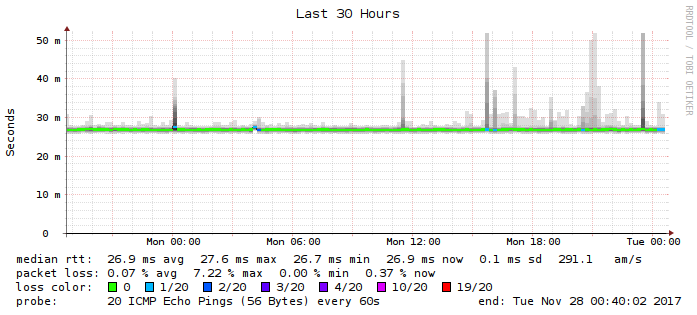 Last 30 Hours
RRDTOOL / TOBI OETIKER
Seconds
50 m
40 m
30 m
20 m
10 m
0
Mon 00:00 Mon 06:00 Mon 12:00 Mon 18:00 Tue 00:00
median rtt: 26.9 ms avg 27.6 ms max 26.7 ms min 26.9 ms now 0.1 ms sd 291.1 am/s
packet loss: 0.07 % avg 7.22 % max 0.00 % min 0.37 % now
loss color: 0 1/20 2/20 3/20 4/20 10/20 19/20
probe: 20 ICMP Echo Pings (56 Bytes) every 60s end: Tue Nov 28 00:40:02 2017